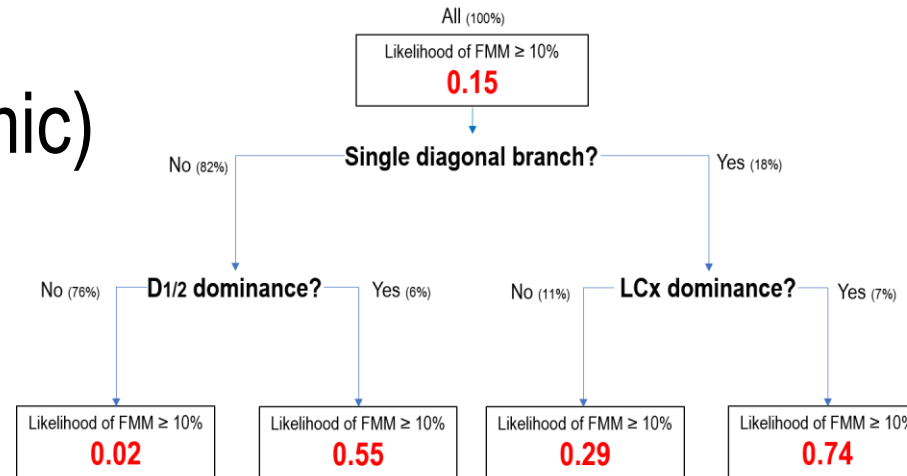 All (100%)
Likelihood of FMM ≥ 10%
0.15
nic)
No (82%)
Single diagonal branch?
Yes (18%)
No (76%)
D1/2 dominance?
Yes (6%)
No (11%)
LCx dominance?
Yes (7%)
Likelihood of FMM ≥ 10%
0.02
Likelihood of FMM ≥ 10%
0.55
Likelihood of FMM ≥ 10%
0.29
Likelihood of FMM ≥ 10%
0.74